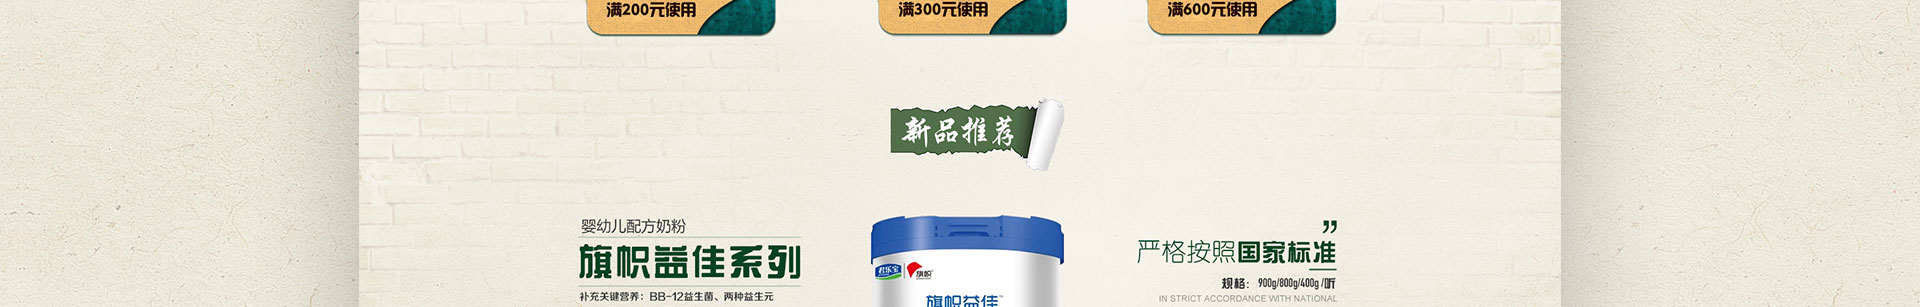 满200元使用
满300元使用
满600元使用
新品推荐
婴幼儿配方奶粉
旗帜益佳系列
补充关键营养：BB-12益生菌、两种益生元
君乐宝
旗帜
旗帜益佳™
”
严格按照国家标准
规格：900g/800g/400g/听
IN STRICT ACCORDANCE WITH NATIONAL